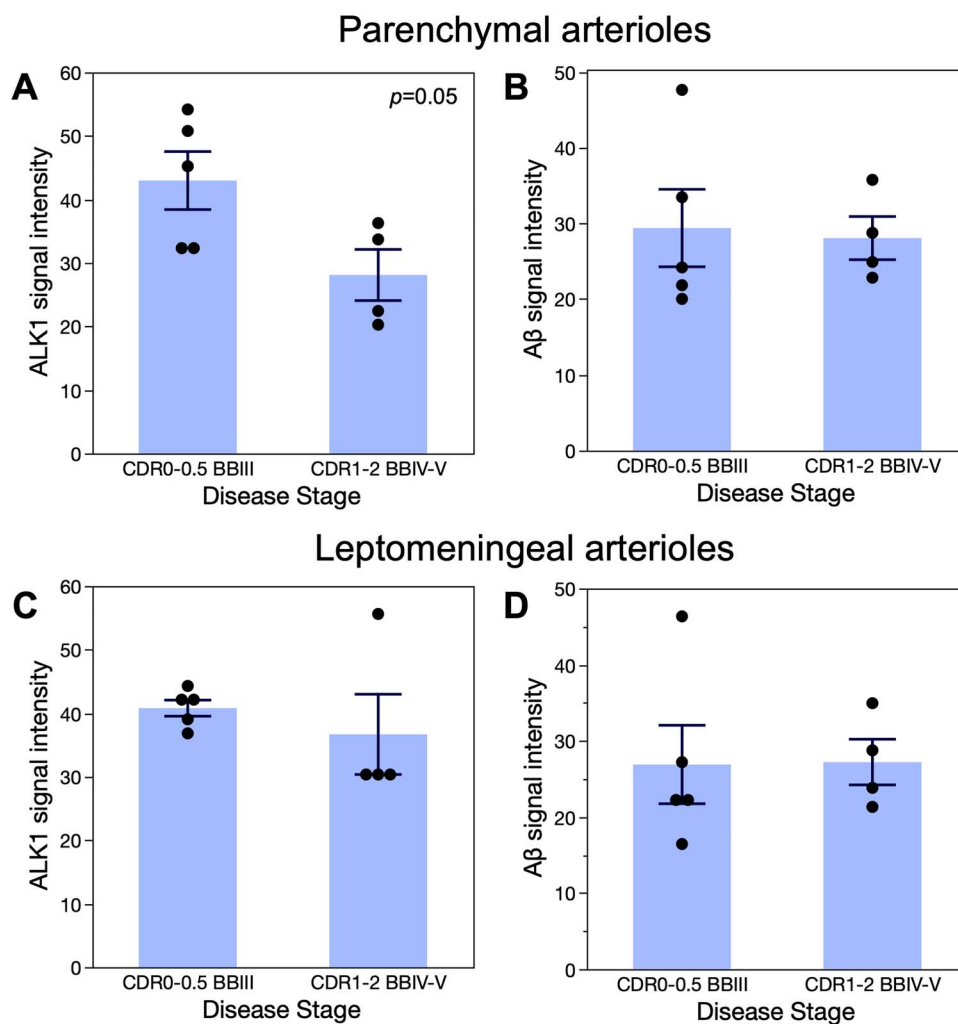 Parenchymal arterioles
A
ALK1 signal intensity
60
50
40
30
20
10
0
p=0.05
CDR0-0.5 BBIII
CDR1-2 BBIV-V
Disease Stage
B
Aβ signal intensity
50
40
30
20
10
0
CDR0-0.5 BBIII
CDR1-2 BBIV-V
Disease Stage
Leptomeningeal arterioles
C
ALK1 signal intensity
60
50
40
30
20
10
0
CDR0-0.5 BBIII
CDR1-2 BBIV-V
Disease Stage
D
Aβ signal intensity
50
40
30
20
10
0
CDR0-0.5 BBIII
CDR1-2 BBIV-V
Disease Stage